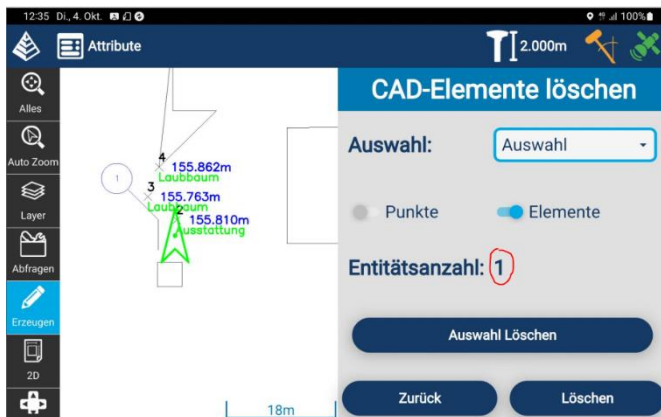 12:35 Di., 4. Okt.
100%
Attribute
2.000m
Alles
Auto Zoom
Layer
Abfragen
Erzeugen
2D
1
4
155.862m
Laubbaum
3
155.763m
Laubbaum
2
155.810m
Ausstattung
18m
CAD-Elemente löschen
Auswahl:
Auswahl
Punkte
Elemente
Entitätsanzahl: 1
Auswahl Löschen
Zurück
Löschen